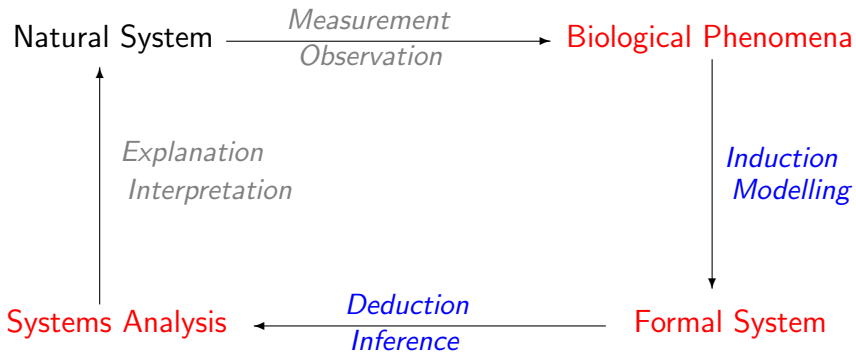 Natural System
Measurement
Observation
Biological Phenomena
Explanation
Interpretation
Induction
Modelling
Systems Analysis
Deduction
Inference
Formal System